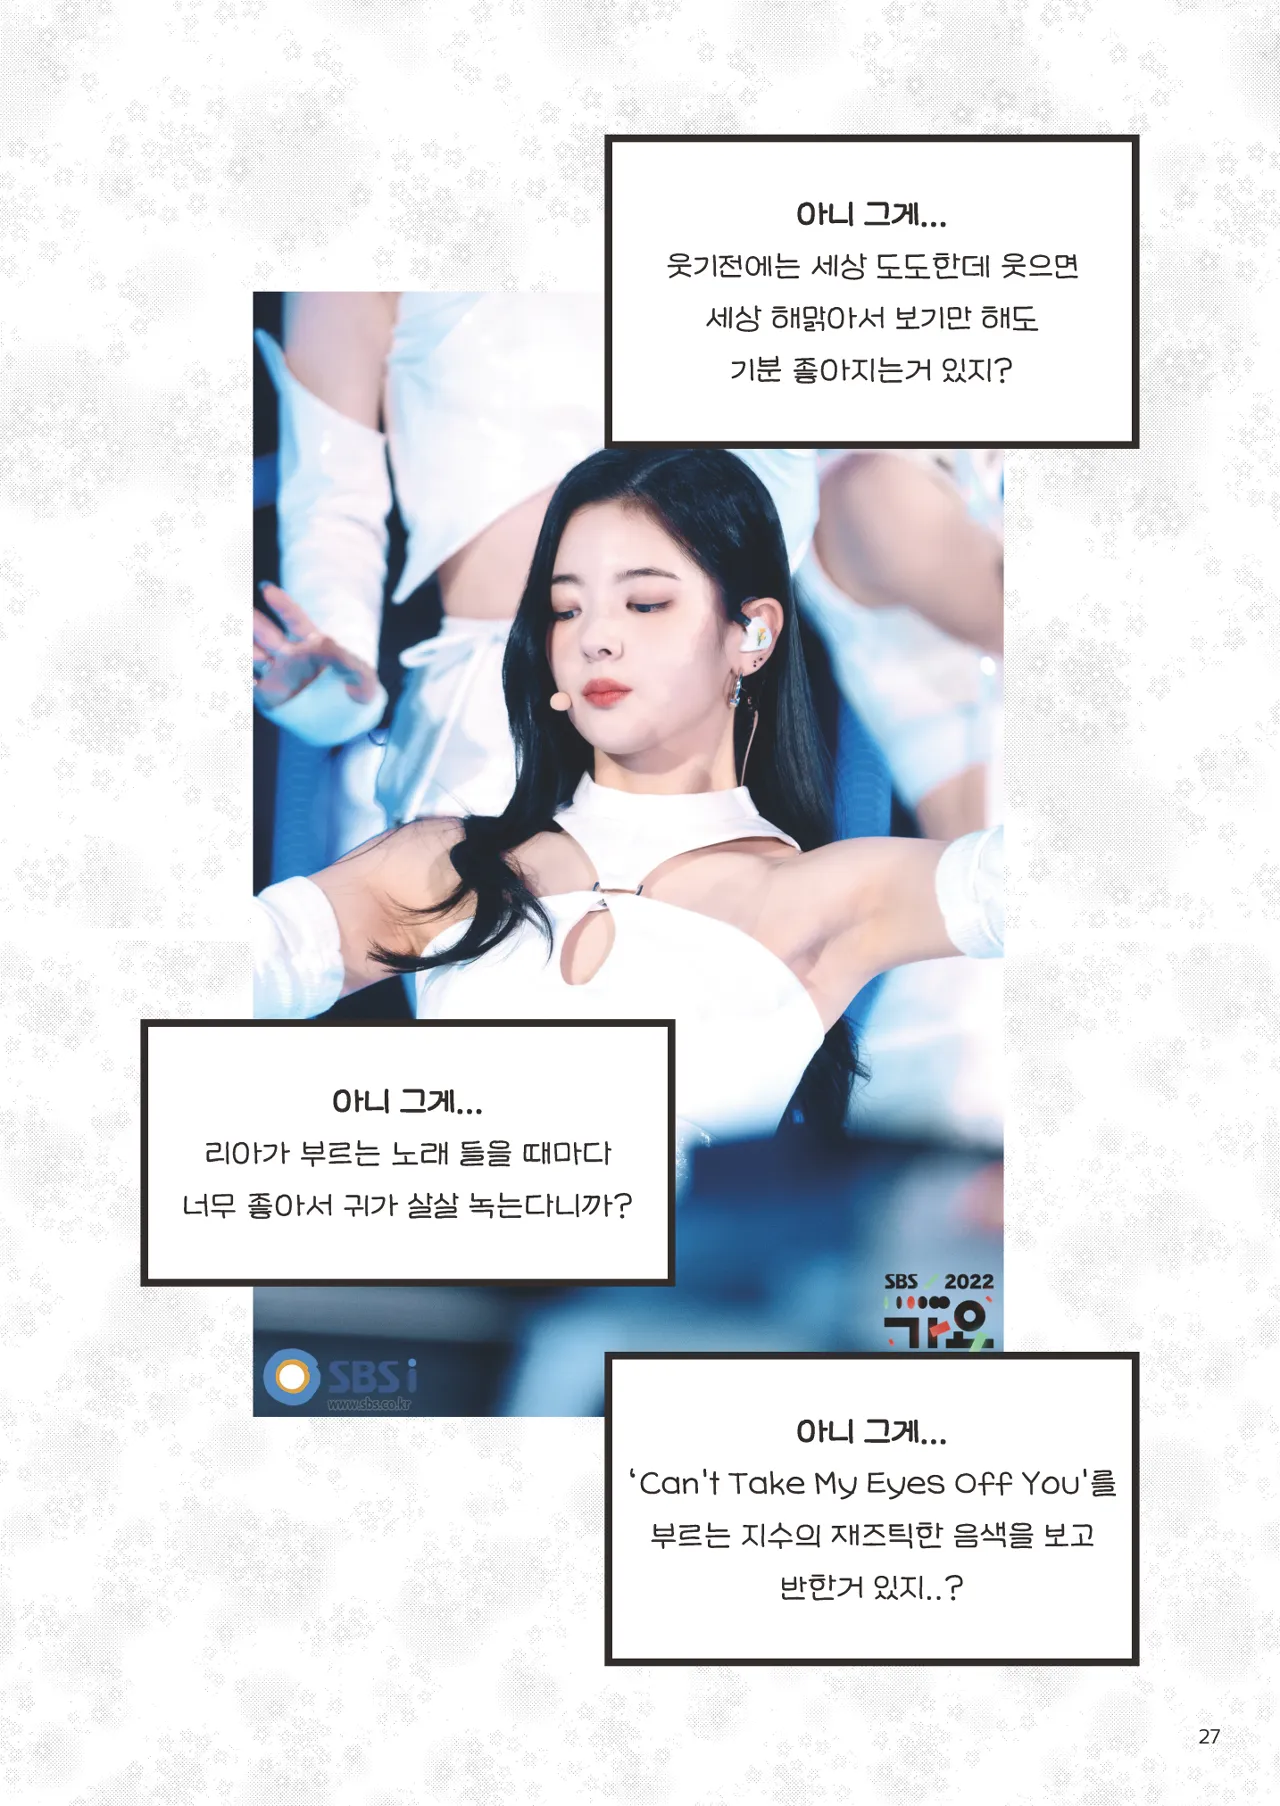 아니 그게...
웃기전에는 세상 도도한데 웃으면
세상 해맑아서 보기만 해도
기분 좋아지는거 있지?
아니 그게...
리아가 부르는 노래 들을 때마다
너무 좋아서 귀가 살살 녹는다니까?
SBS 2022
가요
SBS i
www.sbs.co.kr
아니 그게...
‘Can't Take My Eyes Off You'를
부르는 지수의 재즈틱한 음색을 보고
반한거 있지..?
27